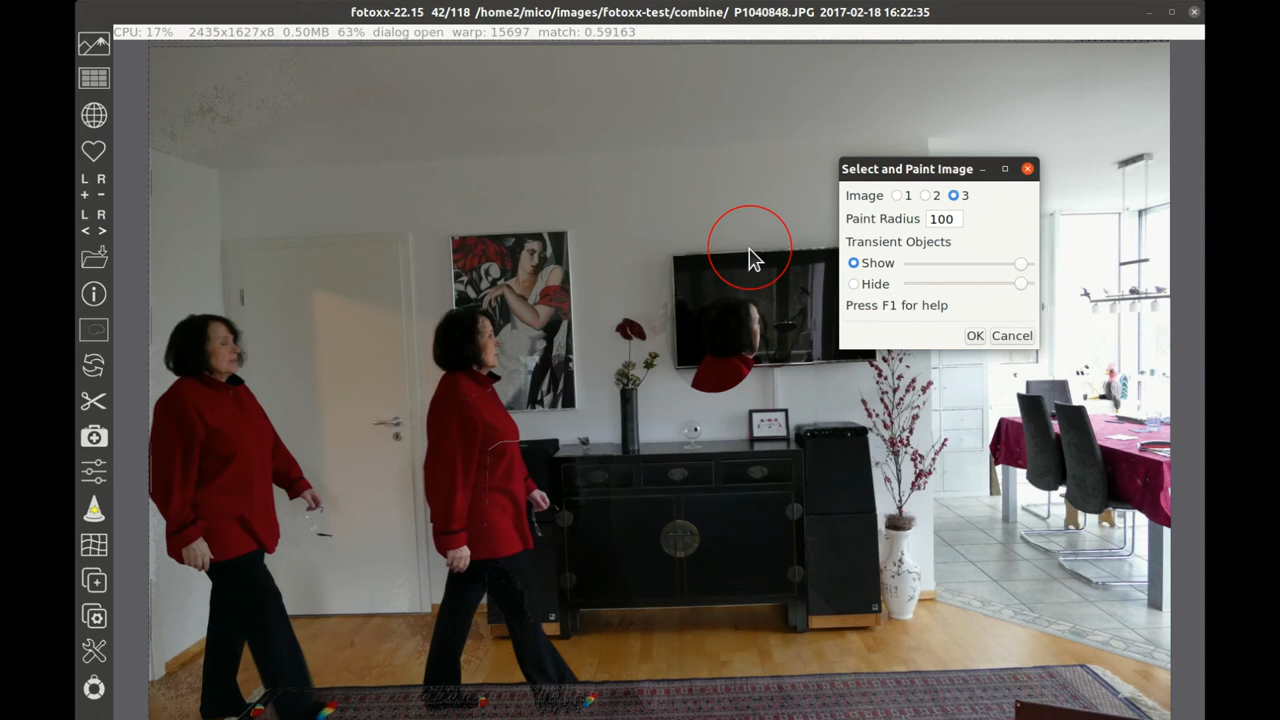 fotoxx-22.15 42/118 /home2/mico/images/fotoxx-test/combine/ P1040848.JPG 2017-02-18 16:22:35
CPU: 17% 2435x1627x8 0.50MB 63% dialog open warp: 15697 match: 0.59163
L R
+ -
L R
< >
Select and Paint Image
Image 1 2 3
Paint Radius 100
Transient Objects
Show
Hide
Press F1 for help
OK Cancel